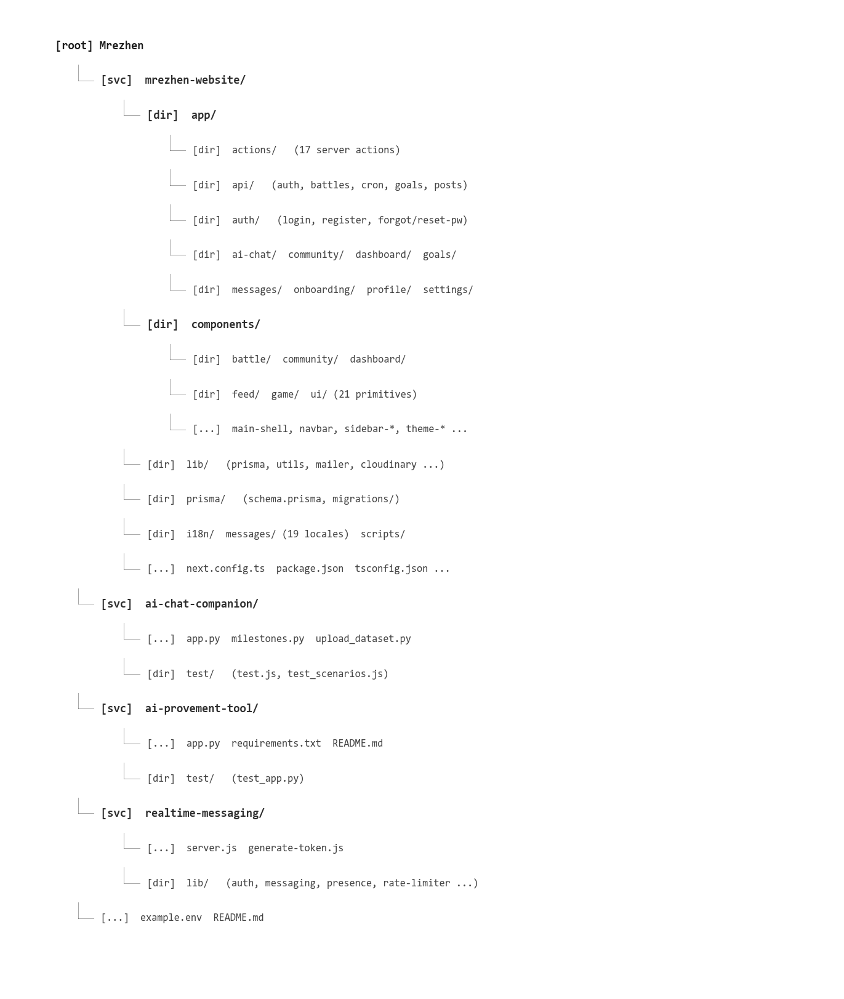 [root] Mrezhen
[svc]  mrezhen-website/
[dir]  app/
[dir]  actions/   (17 server actions)
[dir]  api/   (auth, battles, cron, goals, posts)
[dir]  auth/   (login, register, forgot/reset-pw)
[dir]  ai-chat/  community/  dashboard/  goals/
[dir]  messages/  onboarding/  profile/  settings/
[dir]  components/
[dir]  battle/  community/  dashboard/
[dir]  feed/  game/  ui/ (21 primitives)
[...]  main-shell, navbar, sidebar-*, theme-* ...
[dir]  lib/   (prisma, utils, mailer, cloudinary ...)
[dir]  prisma/   (schema.prisma, migrations/)
[dir]  i18n/  messages/ (19 locales)  scripts/
[...]  next.config.ts  package.json  tsconfig.json ...
[svc]  ai-chat-companion/
[...]  app.py  milestones.py  upload_dataset.py
[dir]  test/   (test.js, test_scenarios.js)
[svc]  ai-provement-tool/
[...]  app.py  requirements.txt  README.md
[dir]  test/   (test_app.py)
[svc]  realtime-messaging/
[...]  server.js  generate-token.js
[dir]  lib/   (auth, messaging, presence, rate-limiter ...)
[...]  example.env  README.md